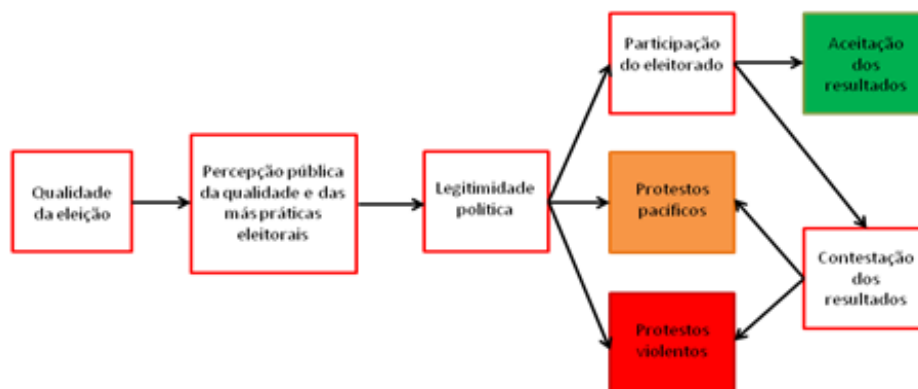 Qualidade
da eleição
Percepção pública
da qualidade e das
más práticas
eleitorais
Legitimidade
política
Participação
do eleitorado
Aceitação
dos
resultados
Protestos
pacíficos
Contestação
dos
resultados
Protestos
violentos